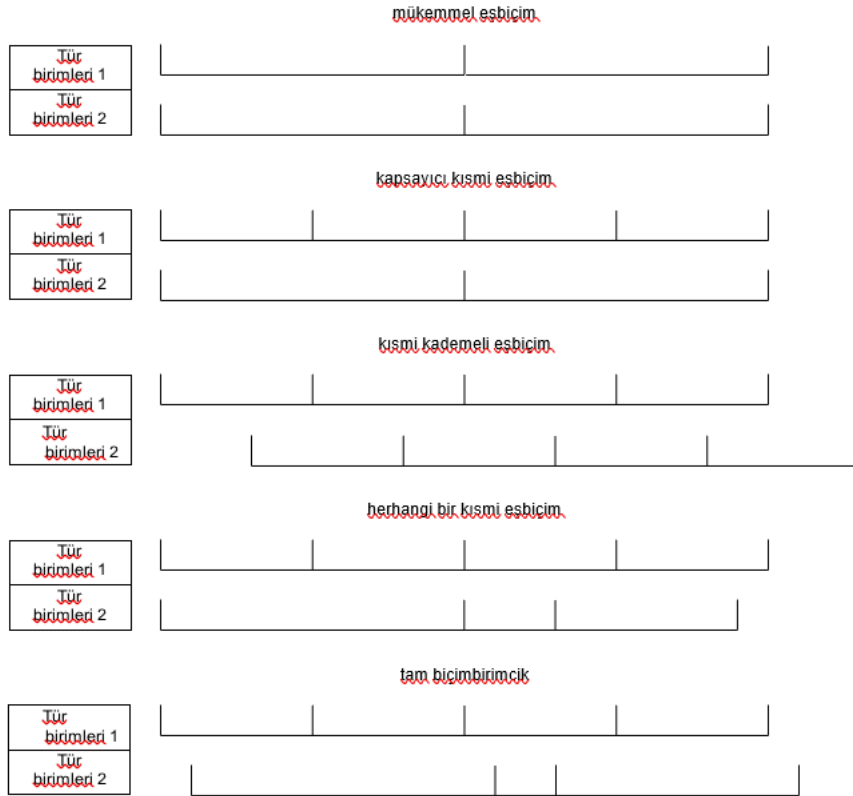 mükemmel eşbiçim
Tür
birimleri 1
Tür
birimleri 2
kapsayıcı kısmi eşbiçim
Tür
birimleri 1
Tür
birimleri 2
kısmi kademeli eşbiçim
Tür
birimleri 1
Tür
birimleri 2
herhangi bir kısmi eşbiçim
Tür
birimleri 1
Tür
birimleri 2
tam biçimbirimcik
Tür
birimleri 1
Tür
birimleri 2